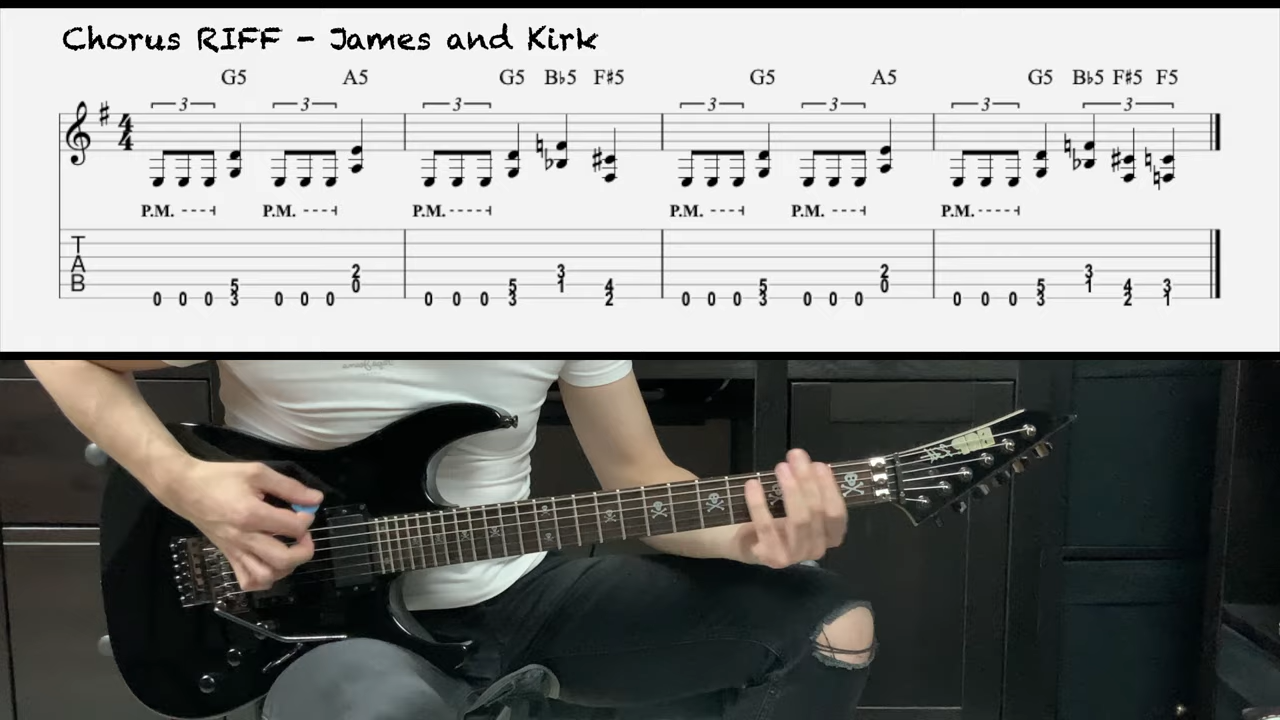 Chorus RIFF - James and Kirk
G5 A5 G5 B♭5 F♯5 G5 A5 G5 B♭5 F♯5 F5
3 3 3 3 3 3 3
4
4
P.M. P.M. P.M. P.M. P.M. P.M.
T
A 2 3 2 3
B 5 0 5 1 4 5 0 5 1 4 3
0 0 0 3 0 0 0 0 0 0 3 2 0 0 0 3 0 0 0 0 0 0 3 2 1